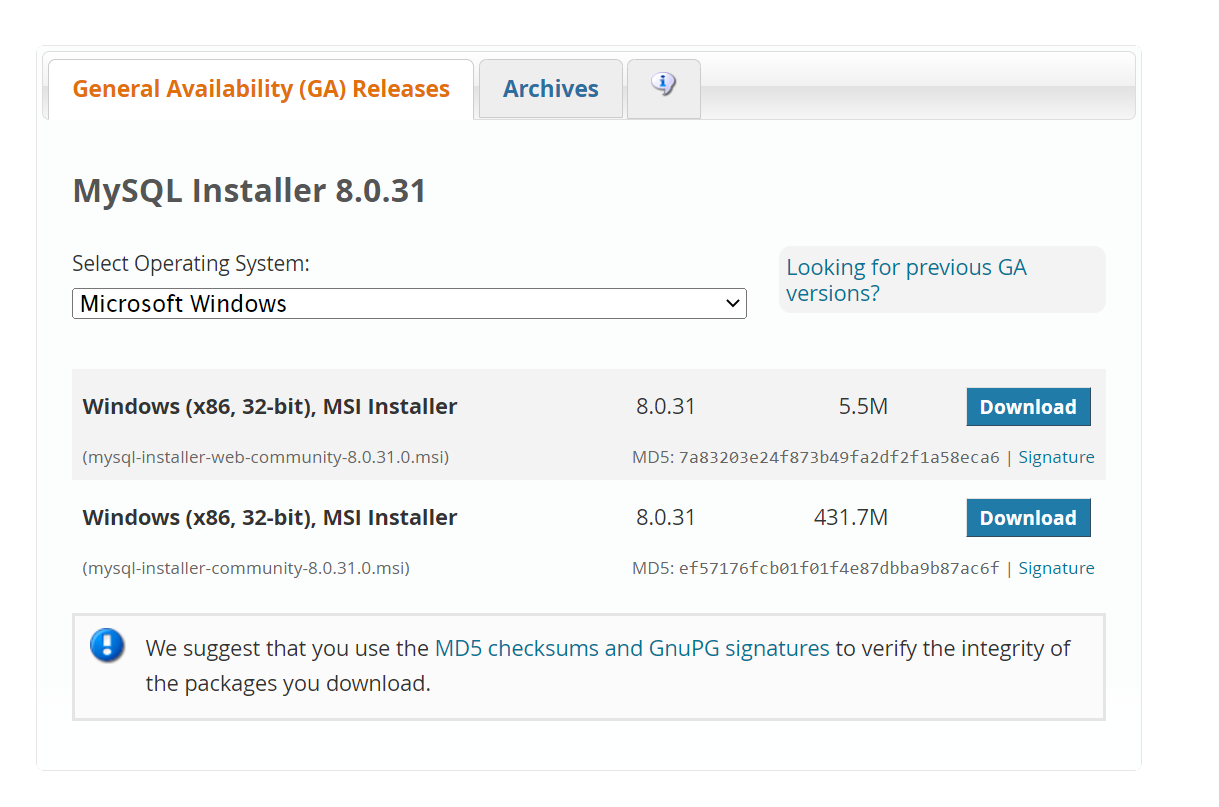 General Availability (GA) Releases
Archives
MySQL Installer 8.0.31
Select Operating System:
Microsoft Windows
Looking for previous GA
versions?
Windows (x86, 32-bit), MSI Installer 8.0.31 5.5M Download
(mysql-installer-web-community-8.0.31.0.msi) MD5: 7a83203e24f873b49fa2df2f1a58eca6 | Signature
Windows (x86, 32-bit), MSI Installer 8.0.31 431.7M Download
(mysql-installer-community-8.0.31.0.msi) MD5: ef57176fcb01f01f4e87dbba9b87ac6f | Signature
We suggest that you use the MD5 checksums and GnuPG signatures to verify the integrity of
the packages you download.